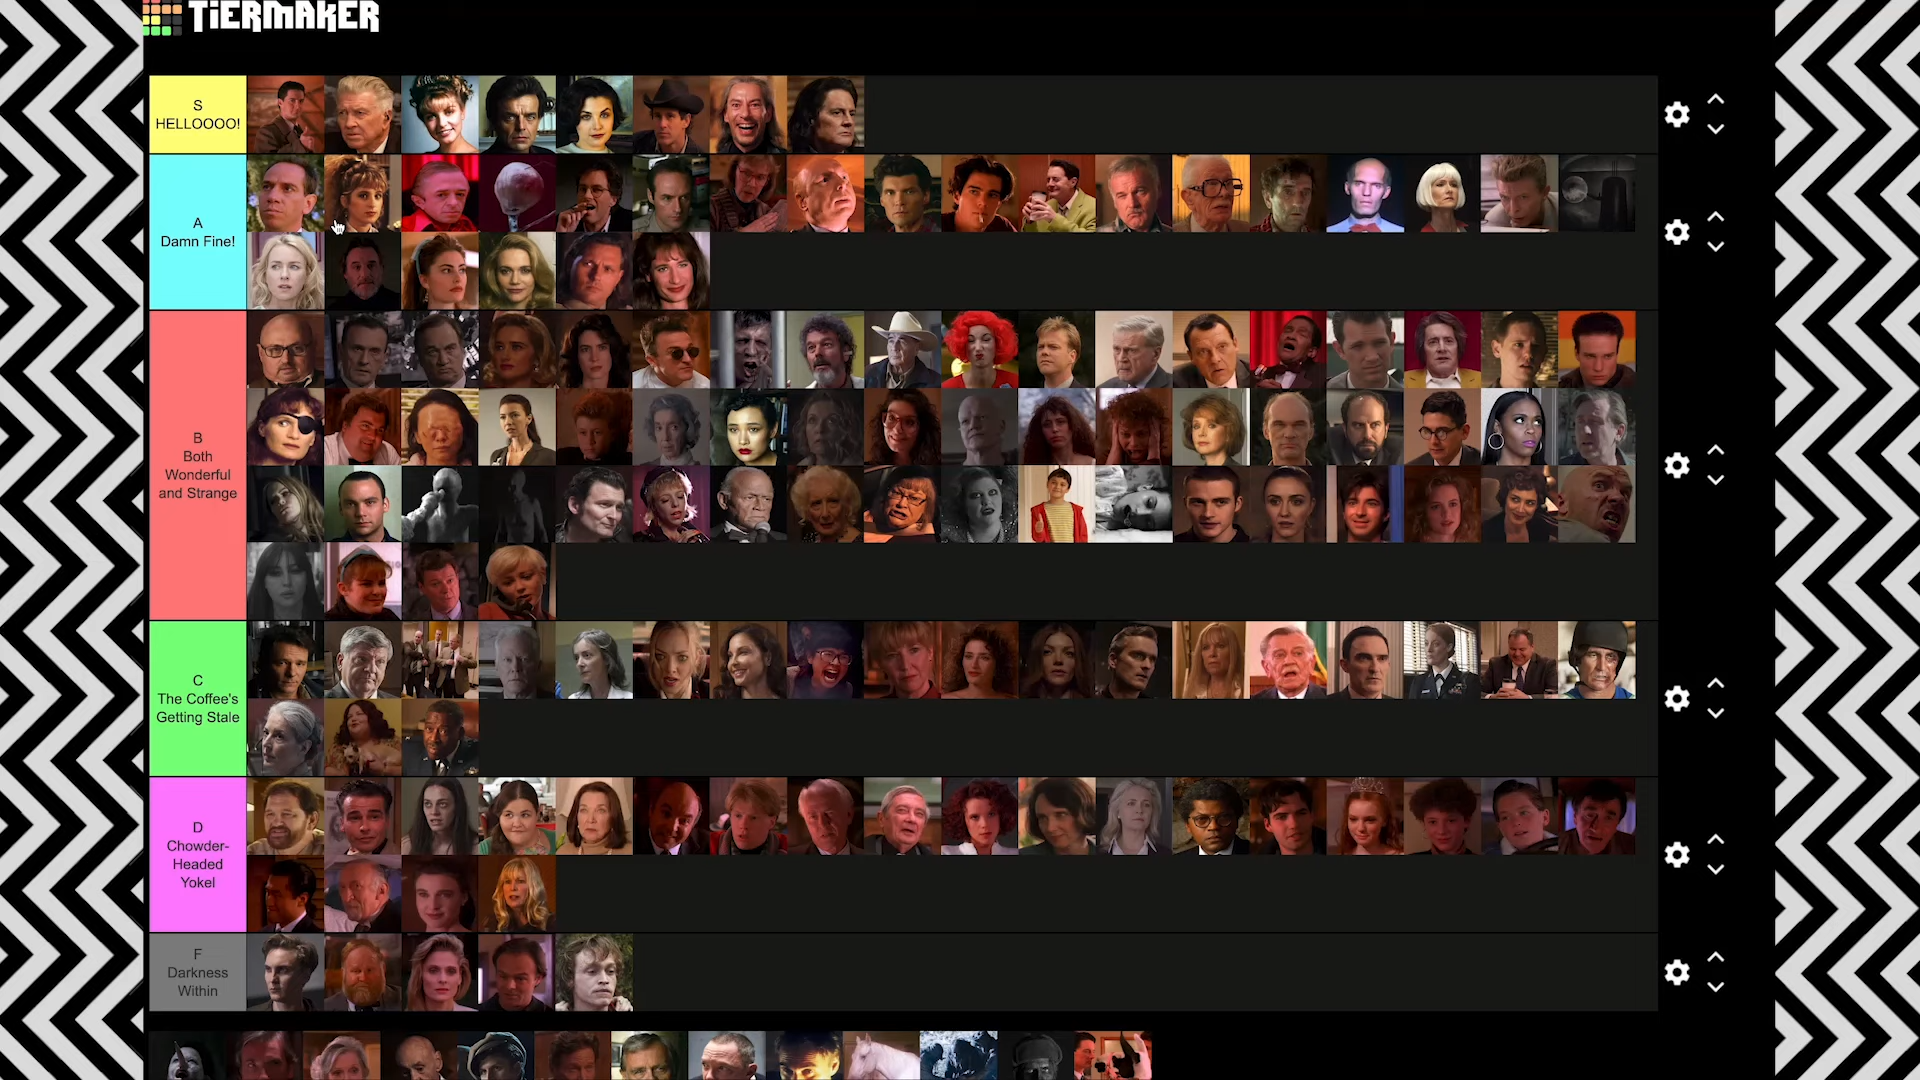 TiERMAKER
S
HELLOOOO!
A
Damn Fine!
B
Both
Wonderful
and Strange
C
The Coffee's
Getting Stale
D
Chowder-
Headed
Yokel
F
Darkness
Within